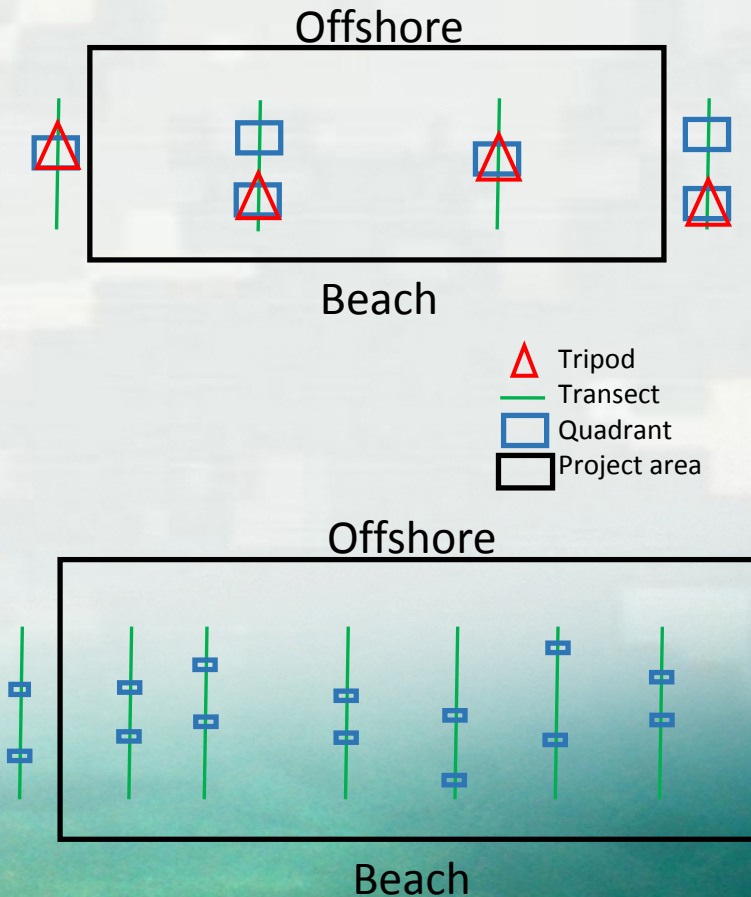 Offshore
Beach
Tripod
Transect
Quadrant
Project area
Offshore
Beach